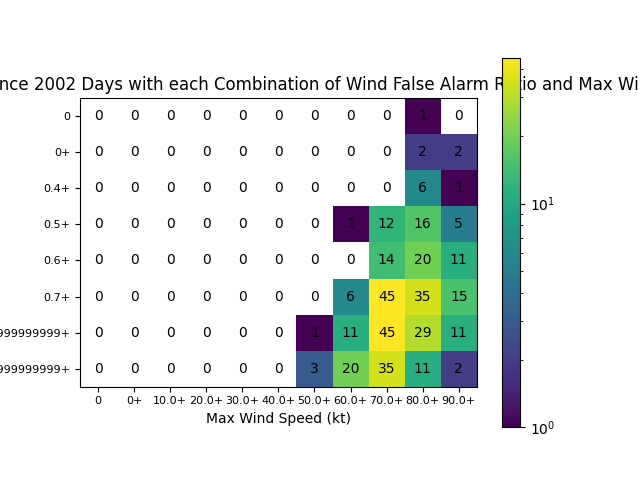 nce 2002 Days with each Combination of Wind False Alarm R tio and Max Wi
0 0 0 0 0 0 0 0 0 0 1 0
0+ 0 0 0 0 0 0 0 0 0 2 2
0.4+ 0 0 0 0 0 0 0 0 0 6 1
0.5+ 0 0 0 0 0 0 0 1 12 16 5
0.6+ 0 0 0 0 0 0 0 0 14 20 11
0.7+ 0 0 0 0 0 0 0 6 45 35 15
999999999+ 0 0 0 0 0 0 1 11 45 29 11
999999999+ 0 0 0 0 0 0 3 20 35 11 2
0 0+ 10.0+ 20.0+ 30.0+ 40.0+ 50.0+ 60.0+ 70.0+ 80.0+ 90.0+
Max Wind Speed (kt)
10¹
10⁰